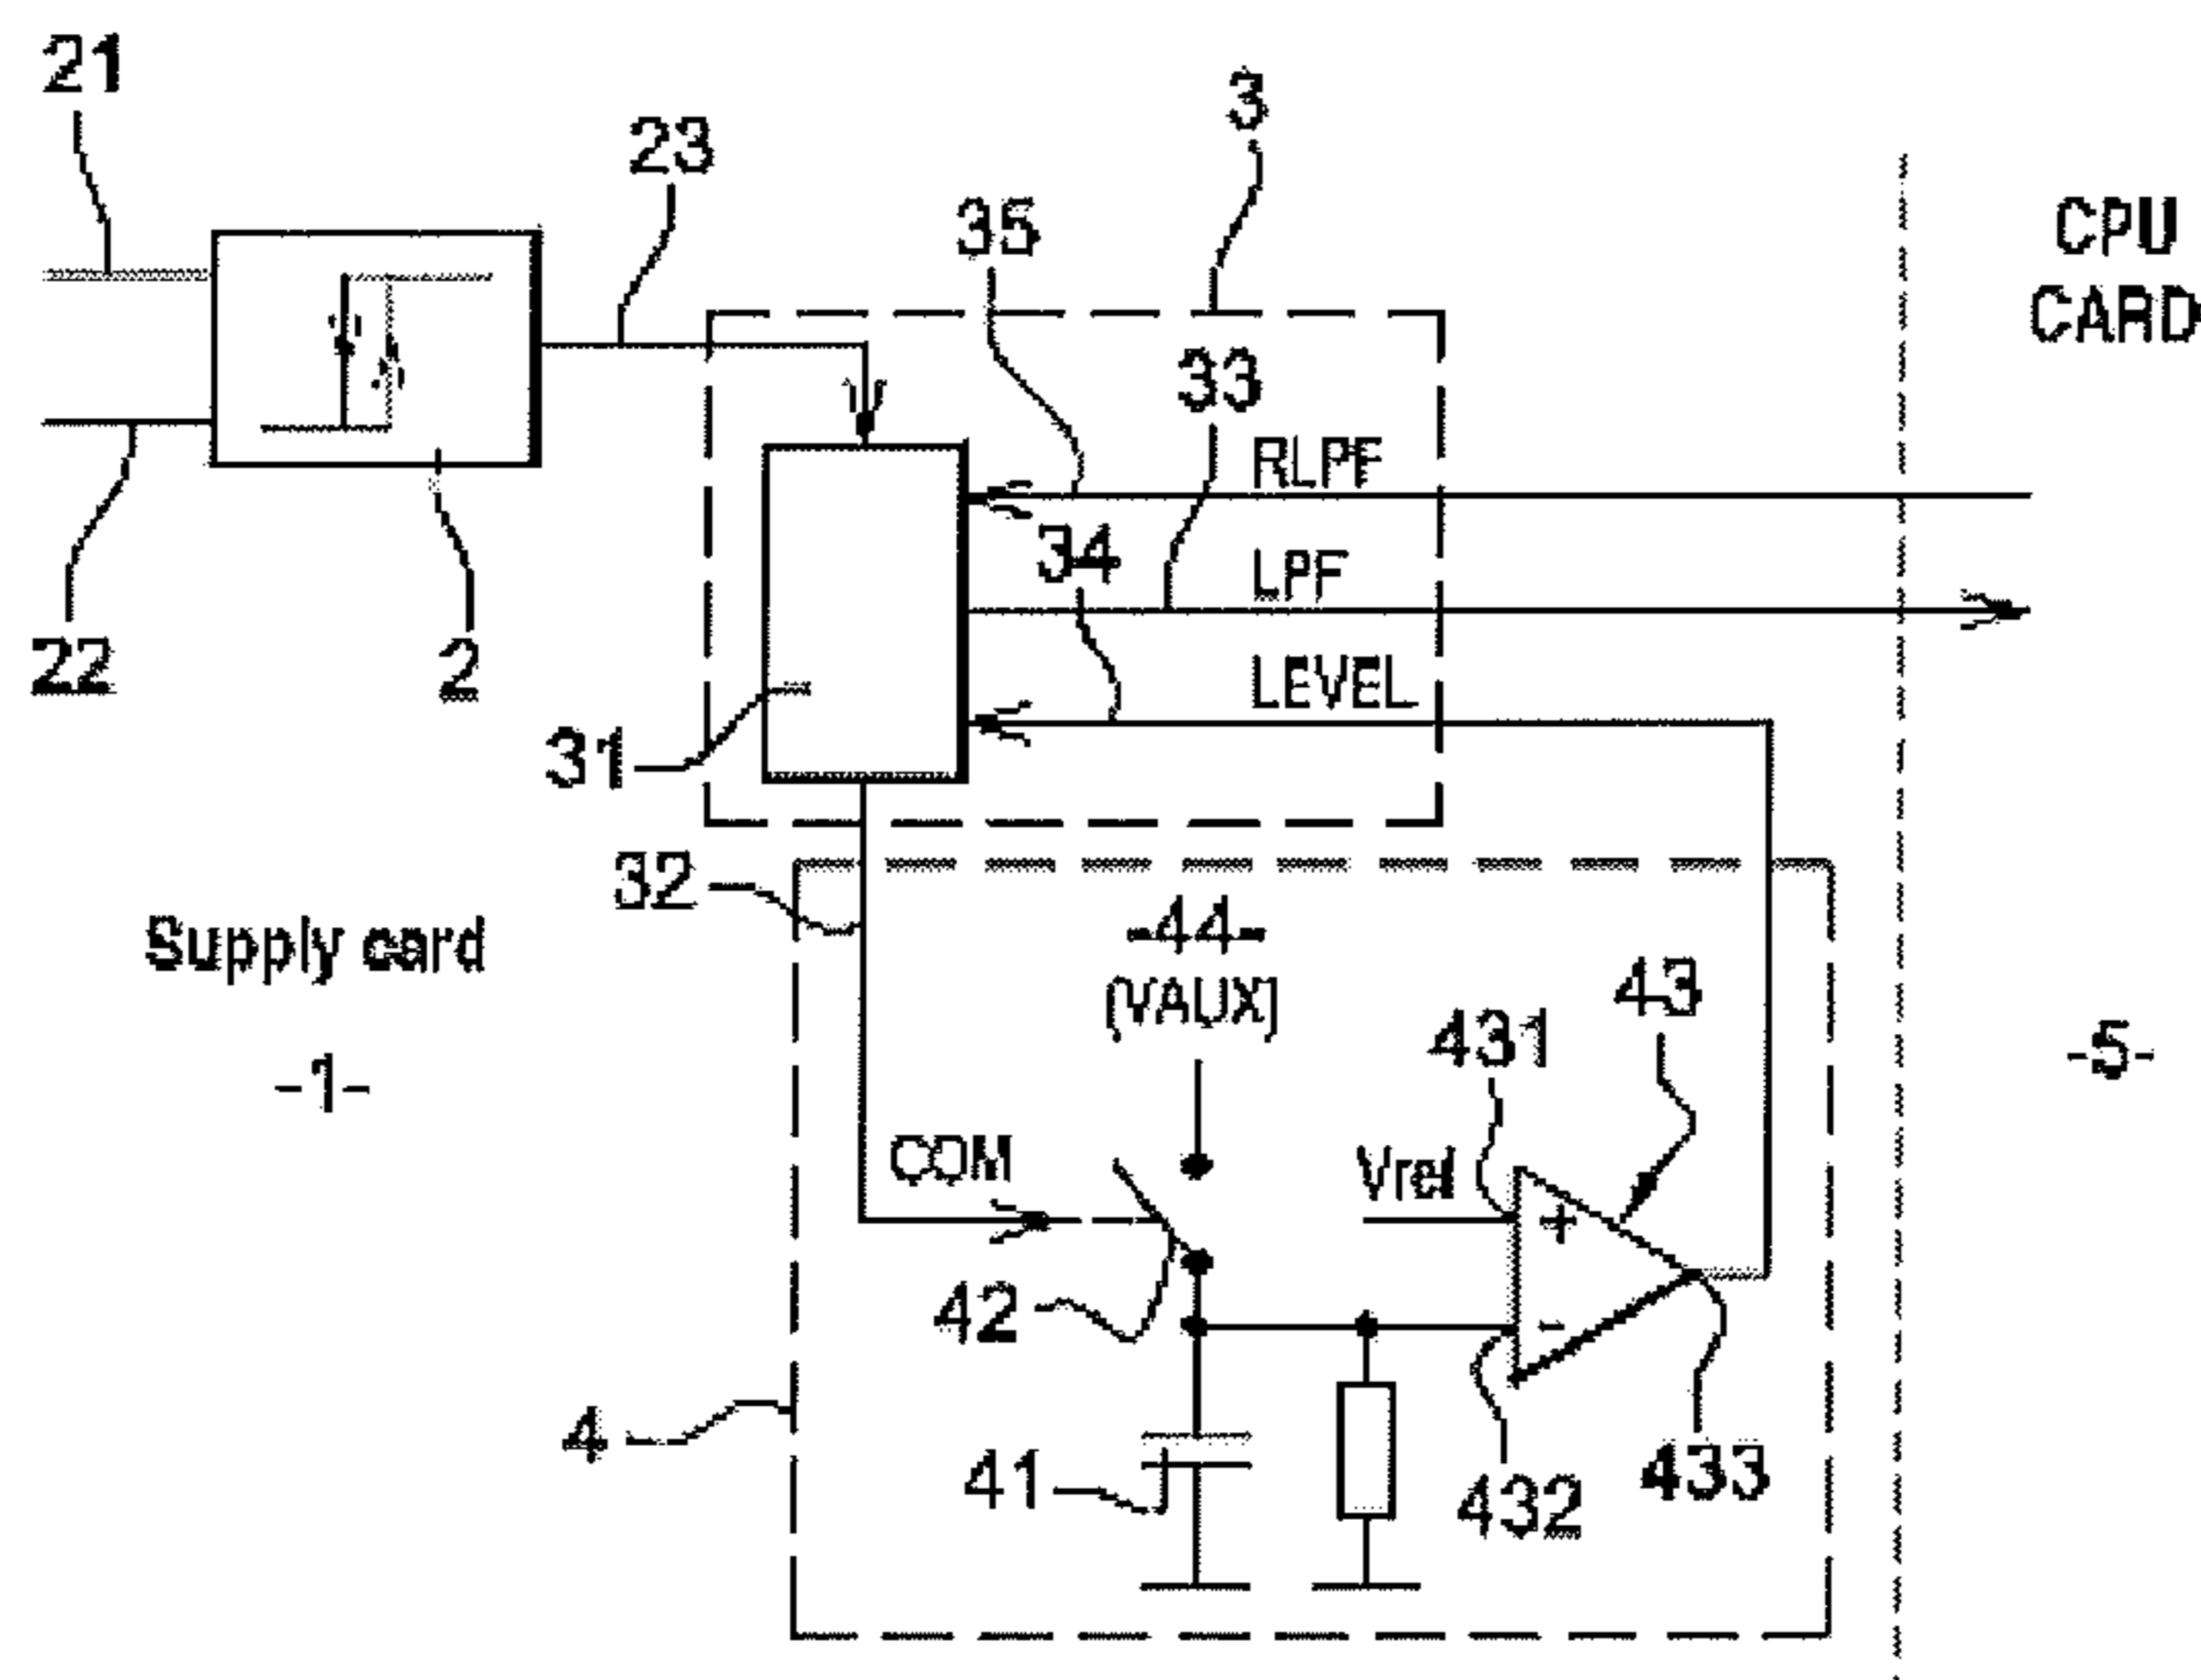 21
23
3
35
CPU
CARD
33
RLPF
34
LPF
22
2
LEVEL
31
32
Supply card
-44-
(VAUX)
43
431
-1-
-5-
COM
Vref
+
42
-
4
41
432
433